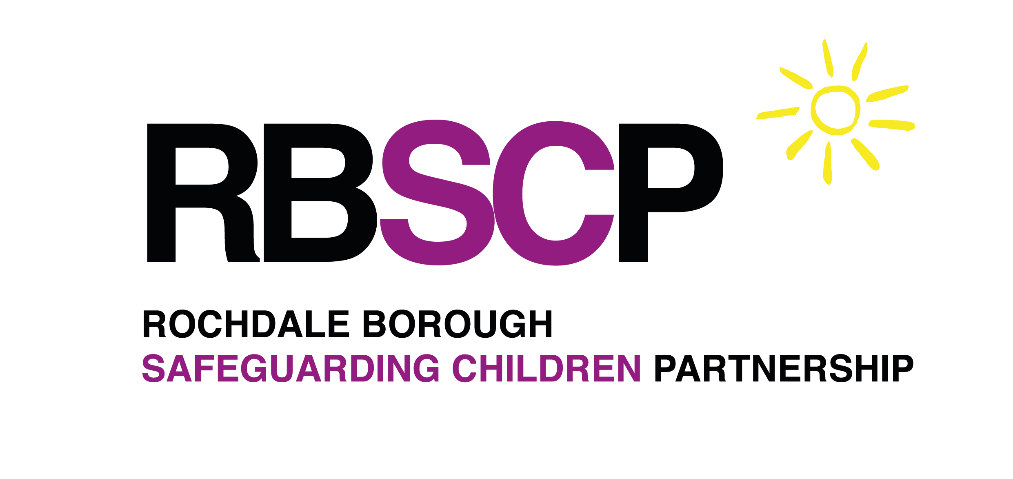 RBSCP
ROCHDALE BOROUGH
SAFEGUARDING CHILDREN PARTNERSHIP